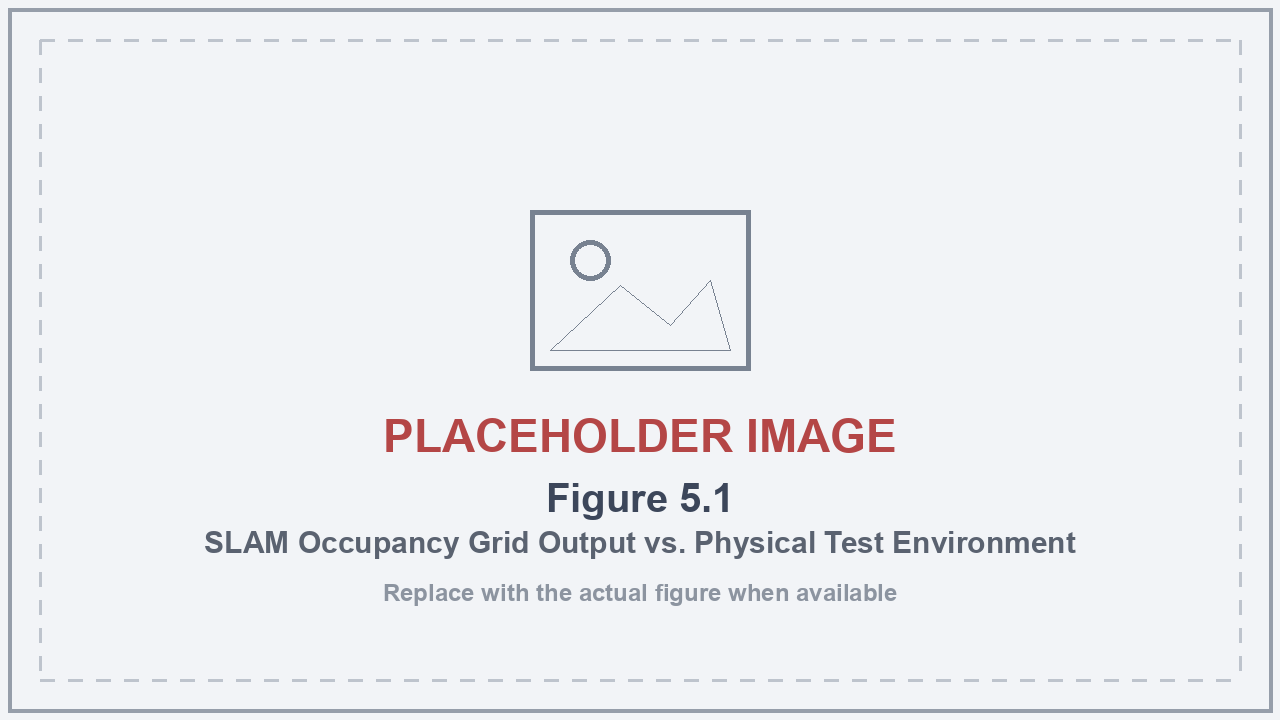 PLACEHOLDER IMAGE
Figure 5.1
SLAM Occupancy Grid Output vs. Physical Test Environment
Replace with the actual figure when available